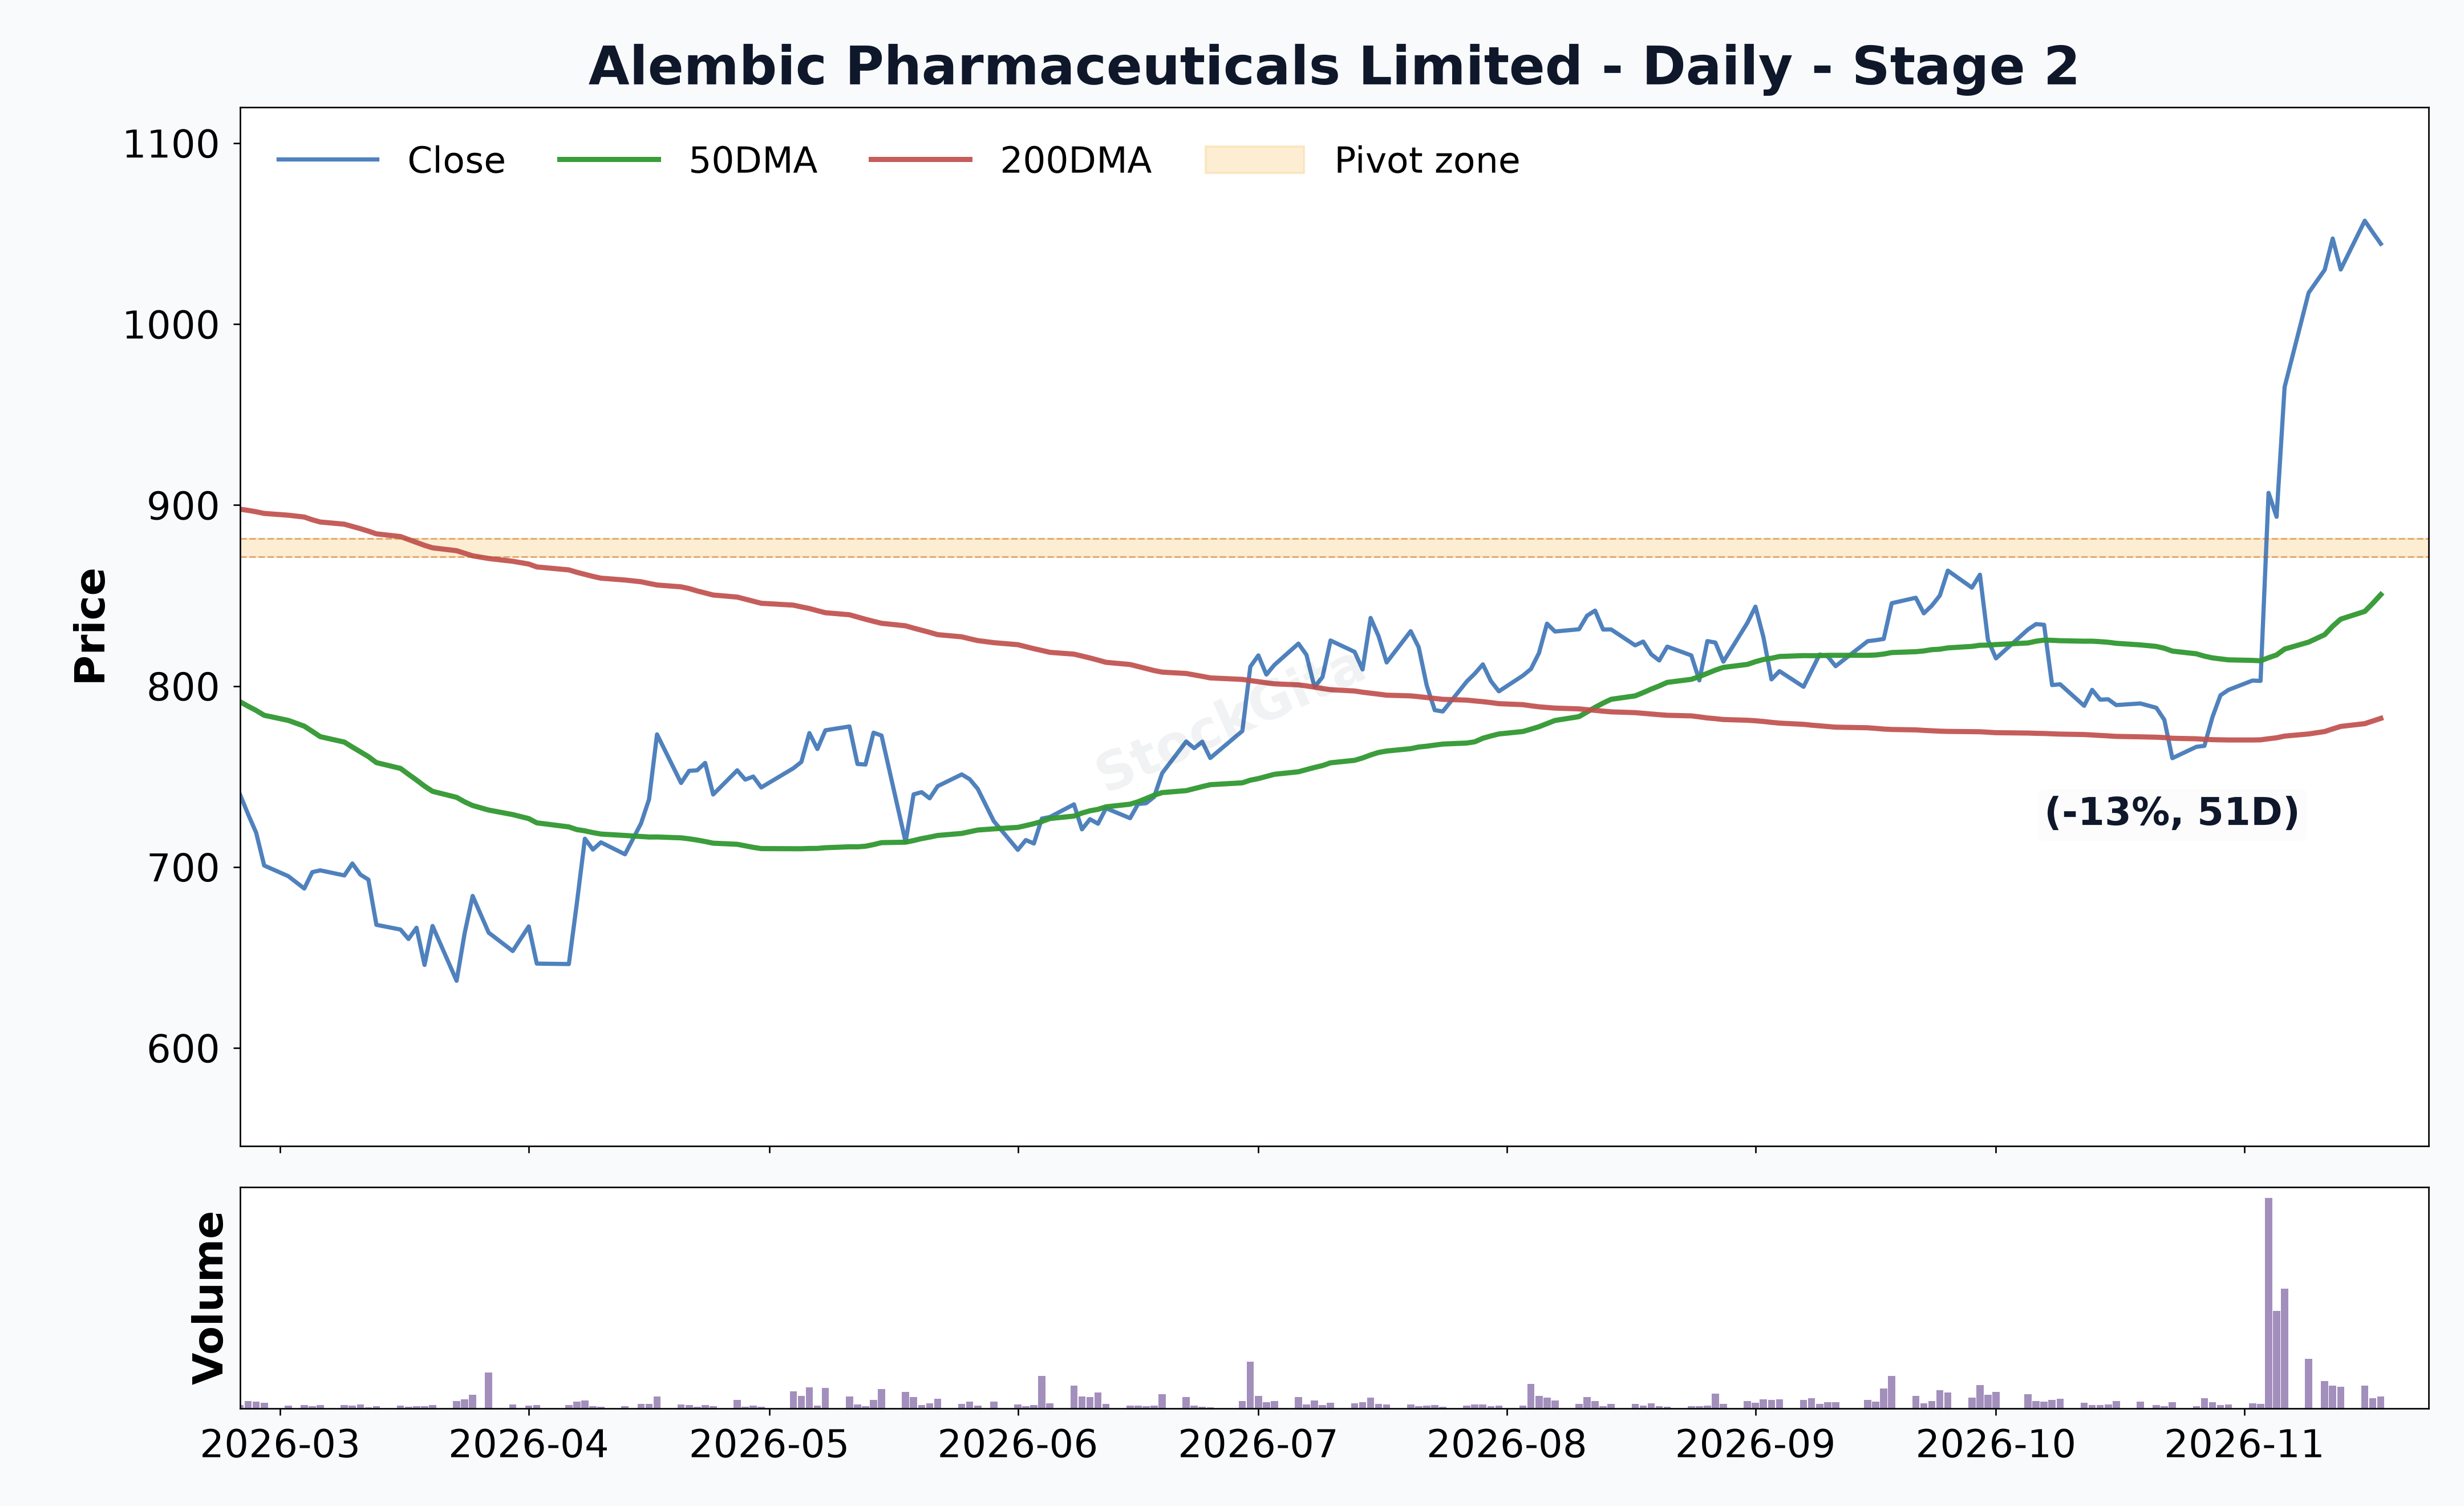 Alembic Pharmaceuticals Limited - Daily - Stage 2
Close 50DMA 200DMA Pivot zone
Price
1100
1000
900
800
700
600
StockGita
(-13%, 51D)
Volume
2026-03 2026-04 2026-05 2026-06 2026-07 2026-08 2026-09 2026-10 2026-11